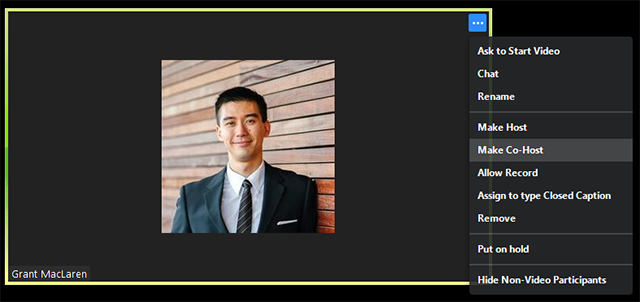 Ask to Start Video
Chat
Rename
Make Host
Make Co-Host
Allow Record
Assign to type Closed Caption
Remove
Put on hold
Hide Non-Video Participants
Grant MacLaren